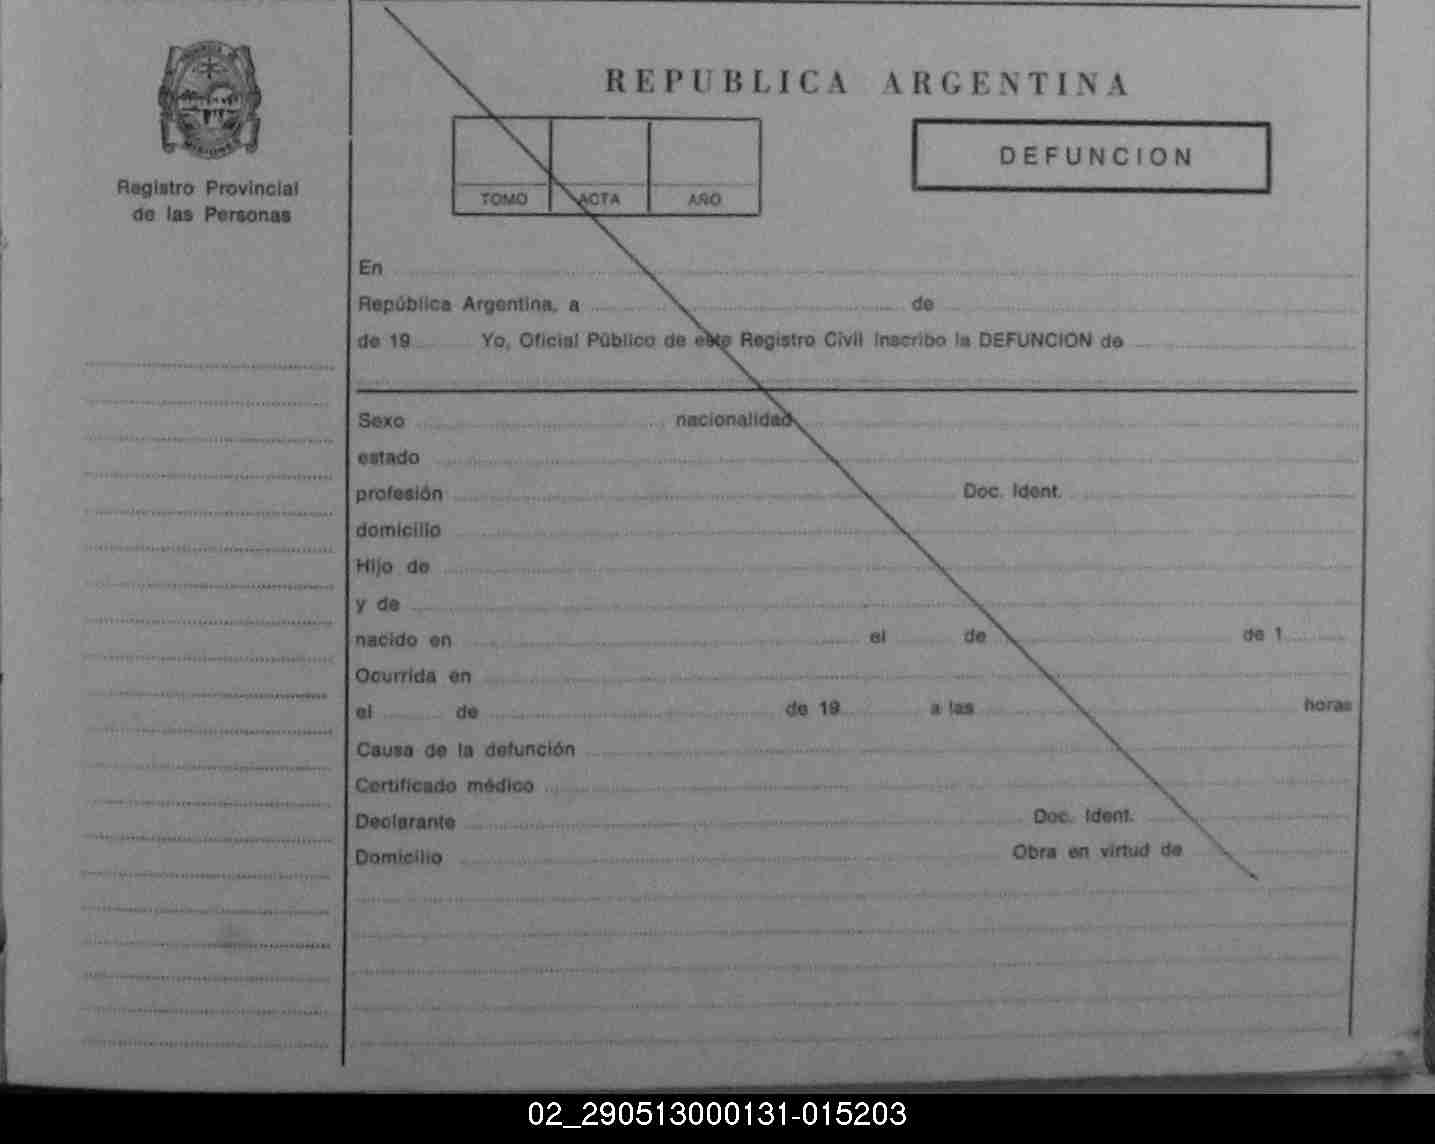 MISIONES
Registro Provincial
de las Personas
REPUBLICA ARGENTINA
TOMO ACTA AÑO
DEFUNCION
En
República Argentina, a de
de 19 Yo, Oficial Público de este Registro Civil inscribo la DEFUNCION de
Sexo nacionalidad
estado
profesión Doc. Ident.
domicilio
Hijo de
y de
nacido en el de de 1
Ocurrida en
el de de 19 a las horas
Causa de la defunción
Certificado médico
Declarante Doc. Ident.
Domicilio Obra en virtud de
02_290513000131-015203